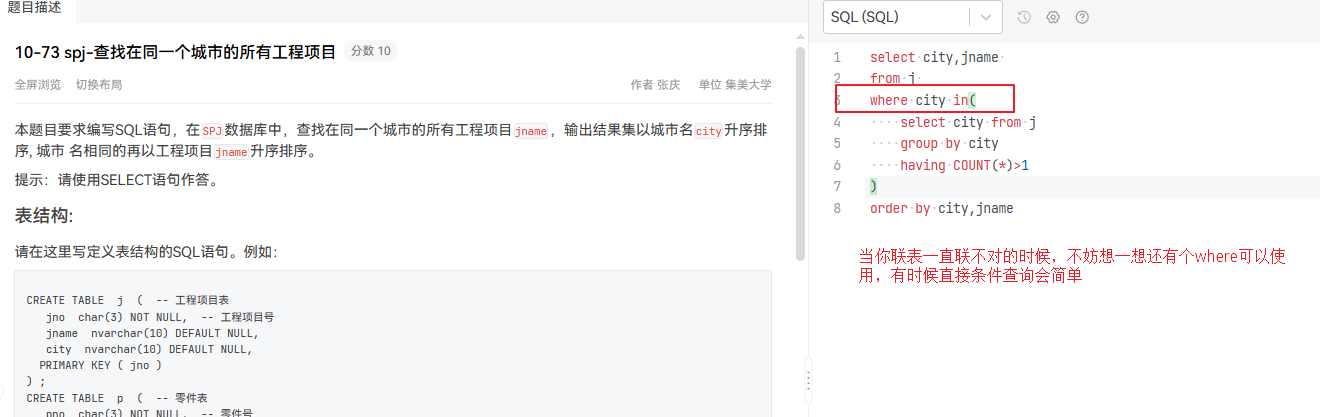 题目描述
10-73 spj-查找在同一个城市的所有工程项目 分数 10
全屏浏览 切换布局 作者 张庆 单位 集美大学
本题目要求编写SQL语句，在SPJ数据库中，查找在同一个城市的所有工程项目jname，输出结果集以城市名city升序排
序, 城市 名相同的再以工程项目jname升序排序。
提示：请使用SELECT语句作答。
表结构:
请在这里写定义表结构的SQL语句。例如：
CREATE TABLE j ( -- 工程项目表
jno char(3) NOT NULL, -- 工程项目号
jname nvarchar(10) DEFAULT NULL,
city nvarchar(10) DEFAULT NULL,
PRIMARY KEY ( jno )
) ;
CREATE TABLE p ( -- 零件表
pno char(3) NOT NULL, -- 零件号
SQL (SQL)
1 select city,jname
2 from j
3 where city in(
4 select city from j
5 group by city
6 having COUNT(*)>1
7 )
8 order by city,jname
当你联表一直联不对的时候，不妨想一想还有个where可以使
用，有时候直接条件查询会简单